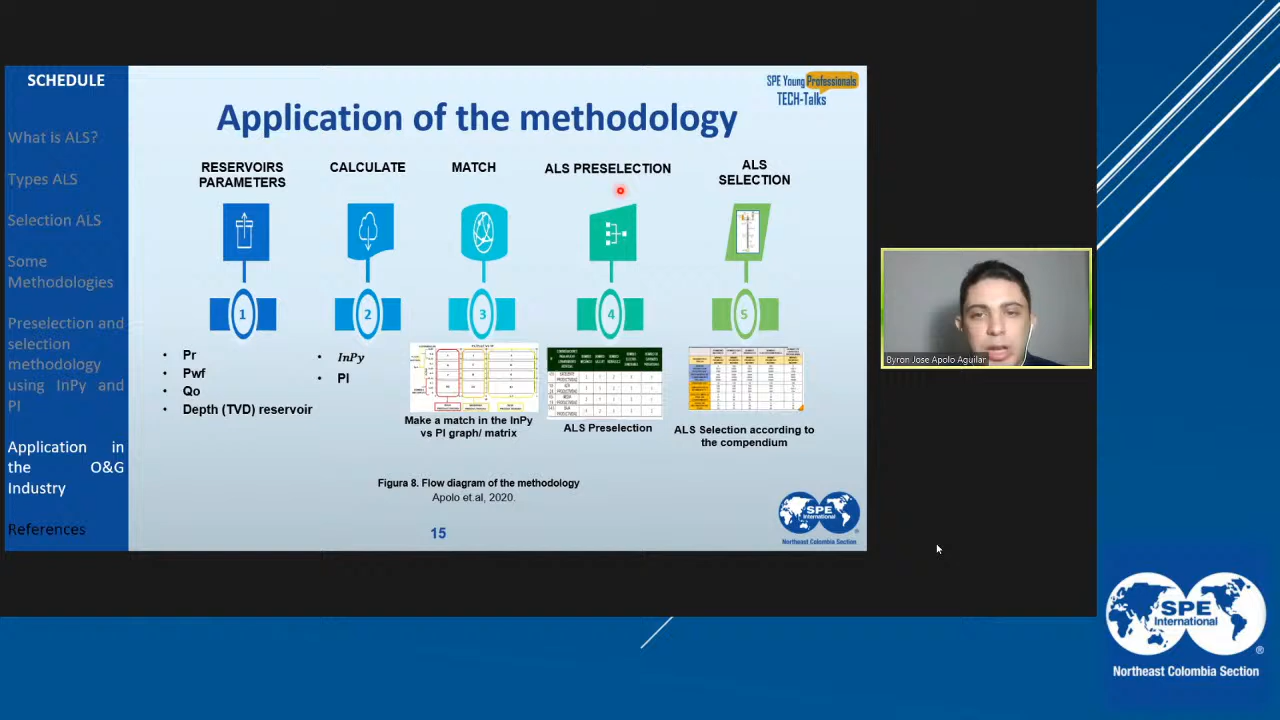 SCHEDULE
What is ALS?
Types ALS
Selection ALS
Some
Methodologies
Preselection and
selection
methodology
using InPy and
PI
Application in
the O&G
Industry
References
SPE Young Professionals
TECH-Talks
Application of the methodology
RESERVOIRS
PARAMETERS
CALCULATE
MATCH
ALS PRESELECTION
ALS
SELECTION
1
2
3
4
5
• Pr
• Pwf
• Qo
• Depth (TVD) reservoir
• InPy
• PI
Make a match in the InPy
vs PI graph/ matrix
ALS Preselection
ALS Selection according to
the compendium
Figura 8. Flow diagram of the methodology
Apolo et.al, 2020.
15
SPE
International
Northeast Colombia Section
Byron Jose Apolo Aguilar
SPE
International
®
Northeast Colombia Section